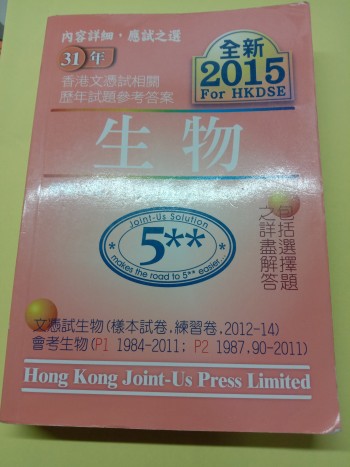 內容詳細，應試之選
31年
香港文憑試相關
歷年試題參考答案
全新
2015
For HKDSE
生物
Joint-Us Solution
5**
* makes the road to 5** easier... *
包括選擇題
之詳盡解答
文憑試生物(樣本試卷,練習卷,2012-14)
會考生物(P1 1984-2011; P2 1987,90-2011)
Hong Kong Joint-Us Press Limited